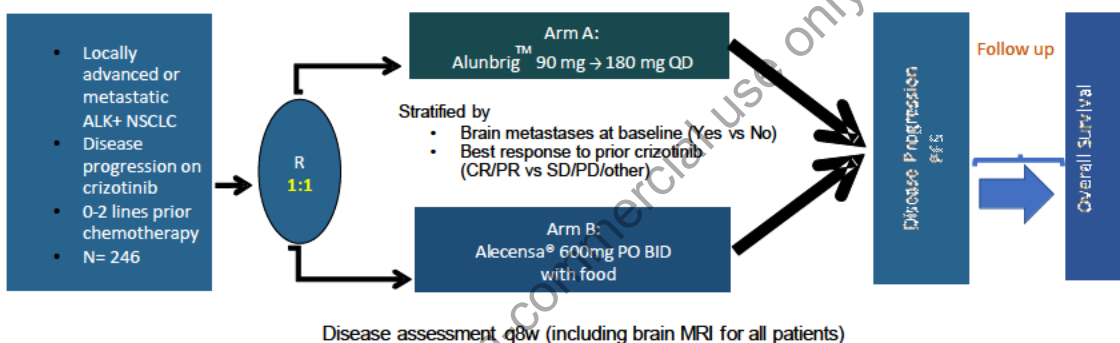 • Locally
advanced or
metastatic
ALK+ NSCLC
• Disease
progression on
crizotinib
• 0-2 lines prior
chemotherapy
• N= 246
R
1:1
Arm A:
Alunbrig™ 90 mg → 180 mg QD
Stratified by
• Brain metastases at baseline (Yes vs No)
• Best response to prior crizotinib
(CR/PR vs SD/PD/other)
Arm B:
Alecensa® 600mg PO BID
with food
Disease Progression
PFS
Follow up
Overall Survival
Disease assessment q8w (including brain MRI for all patients)
commercial use only